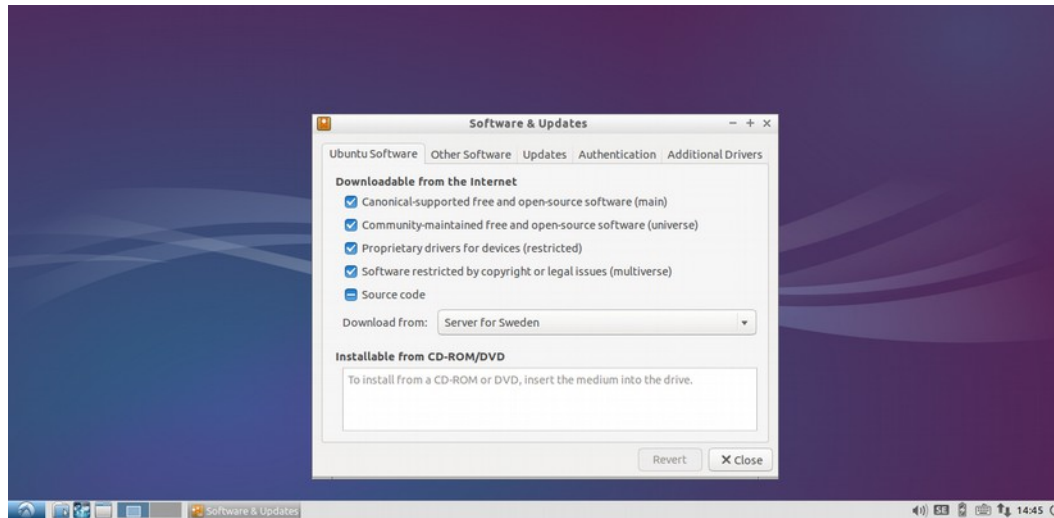 Software & Updates
Ubuntu Software Other Software Updates Authentication Additional Drivers
Downloadable from the Internet
Canonical-supported free and open-source software (main)
Community-maintained free and open-source software (universe)
Proprietary drivers for devices (restricted)
Software restricted by copyright or legal issues (multiverse)
Source code
Download from: Server for Sweden
Installable from CD-ROM/DVD
To install from a CD-ROM or DVD, insert the medium into the drive.
Revert Close
Software & Updates SE 14:45